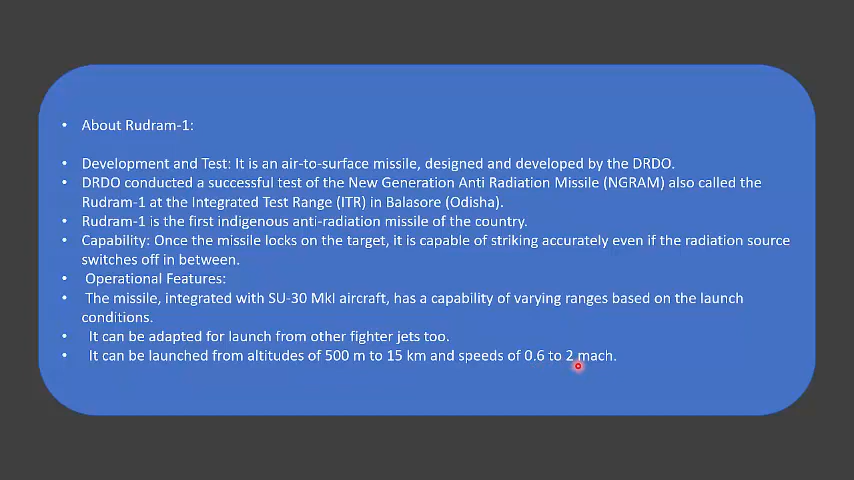 • About Rudram-1:
• Development and Test: It is an air-to-surface missile, designed and developed by the DRDO.
• DRDO conducted a successful test of the New Generation Anti Radiation Missile (NGRAM) also called the
Rudram-1 at the Integrated Test Range (ITR) in Balasore (Odisha).
• Rudram-1 is the first indigenous anti-radiation missile of the country.
• Capability: Once the missile locks on the target, it is capable of striking accurately even if the radiation source
switches off in between.
• Operational Features:
• The missile, integrated with SU-30 MkI aircraft, has a capability of varying ranges based on the launch
conditions.
• It can be adapted for launch from other fighter jets too.
• It can be launched from altitudes of 500 m to 15 km and speeds of 0.6 to 2 mach.